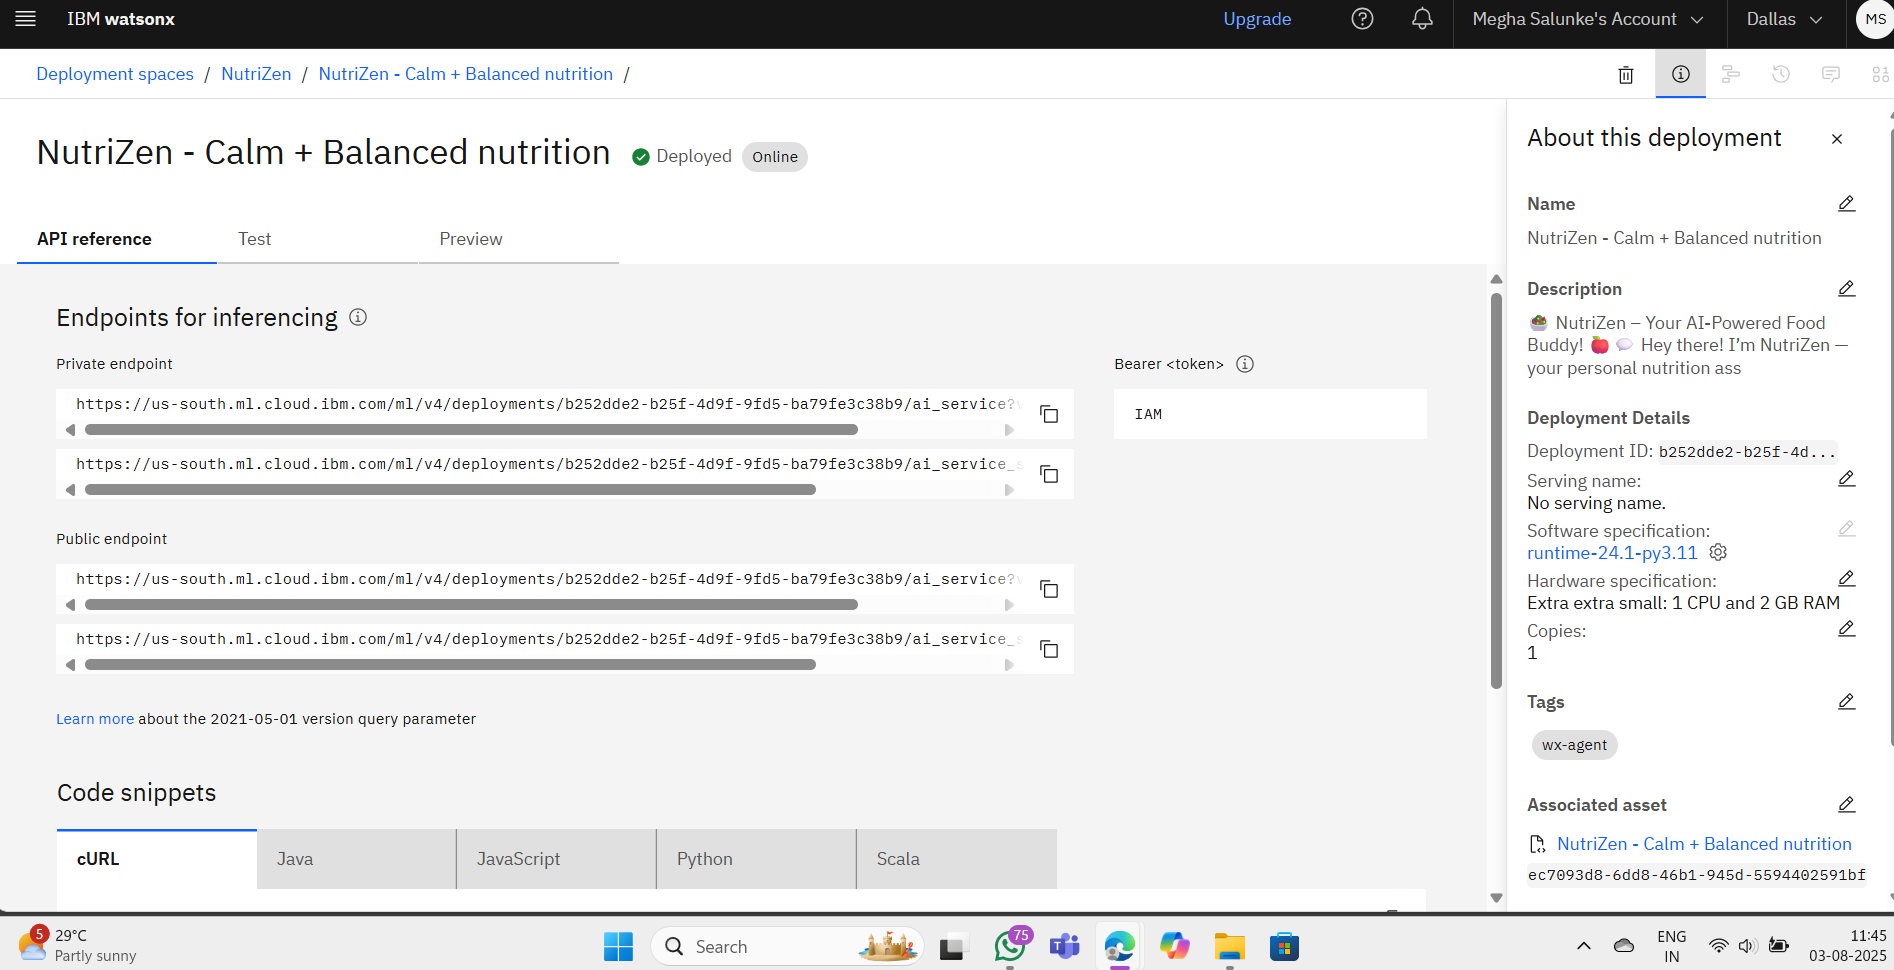 IBM watsonx
Upgrade
Megha Salunke's Account
Dallas
MS
Deployment spaces / NutriZen / NutriZen - Calm + Balanced nutrition /
NutriZen - Calm + Balanced nutrition
Deployed
Online
API reference
Test
Preview
Endpoints for inferencing
Private endpoint
https://us-south.ml.cloud.ibm.com/ml/v4/deployments/b252dde2-b25f-4d9f-9fd5-ba79fe3c38b9/ai_service?
https://us-south.ml.cloud.ibm.com/ml/v4/deployments/b252dde2-b25f-4d9f-9fd5-ba79fe3c38b9/ai_service_s
Bearer <token>
IAM
Public endpoint
https://us-south.ml.cloud.ibm.com/ml/v4/deployments/b252dde2-b25f-4d9f-9fd5-ba79fe3c38b9/ai_service?
https://us-south.ml.cloud.ibm.com/ml/v4/deployments/b252dde2-b25f-4d9f-9fd5-ba79fe3c38b9/ai_service_s
Learn more about the 2021-05-01 version query parameter
Code snippets
cURL
Java
JavaScript
Python
Scala
About this deployment
Name
NutriZen - Calm + Balanced nutrition
Description
🥗 NutriZen – Your AI-Powered Food
Buddy! 🍎 💬 Hey there! I’m NutriZen —
your personal nutrition ass
Deployment Details
Deployment ID: b252dde2-b25f-4d...
Serving name:
No serving name.
Software specification:
runtime-24.1-py3.11
Hardware specification:
Extra extra small: 1 CPU and 2 GB RAM
Copies:
1
Tags
wx-agent
Associated asset
NutriZen - Calm + Balanced nutrition
ec7093d8-6dd8-46b1-945d-5594402591bf
5
29°C
Partly sunny
Search
75
ENG
IN
11:45
03-08-2025